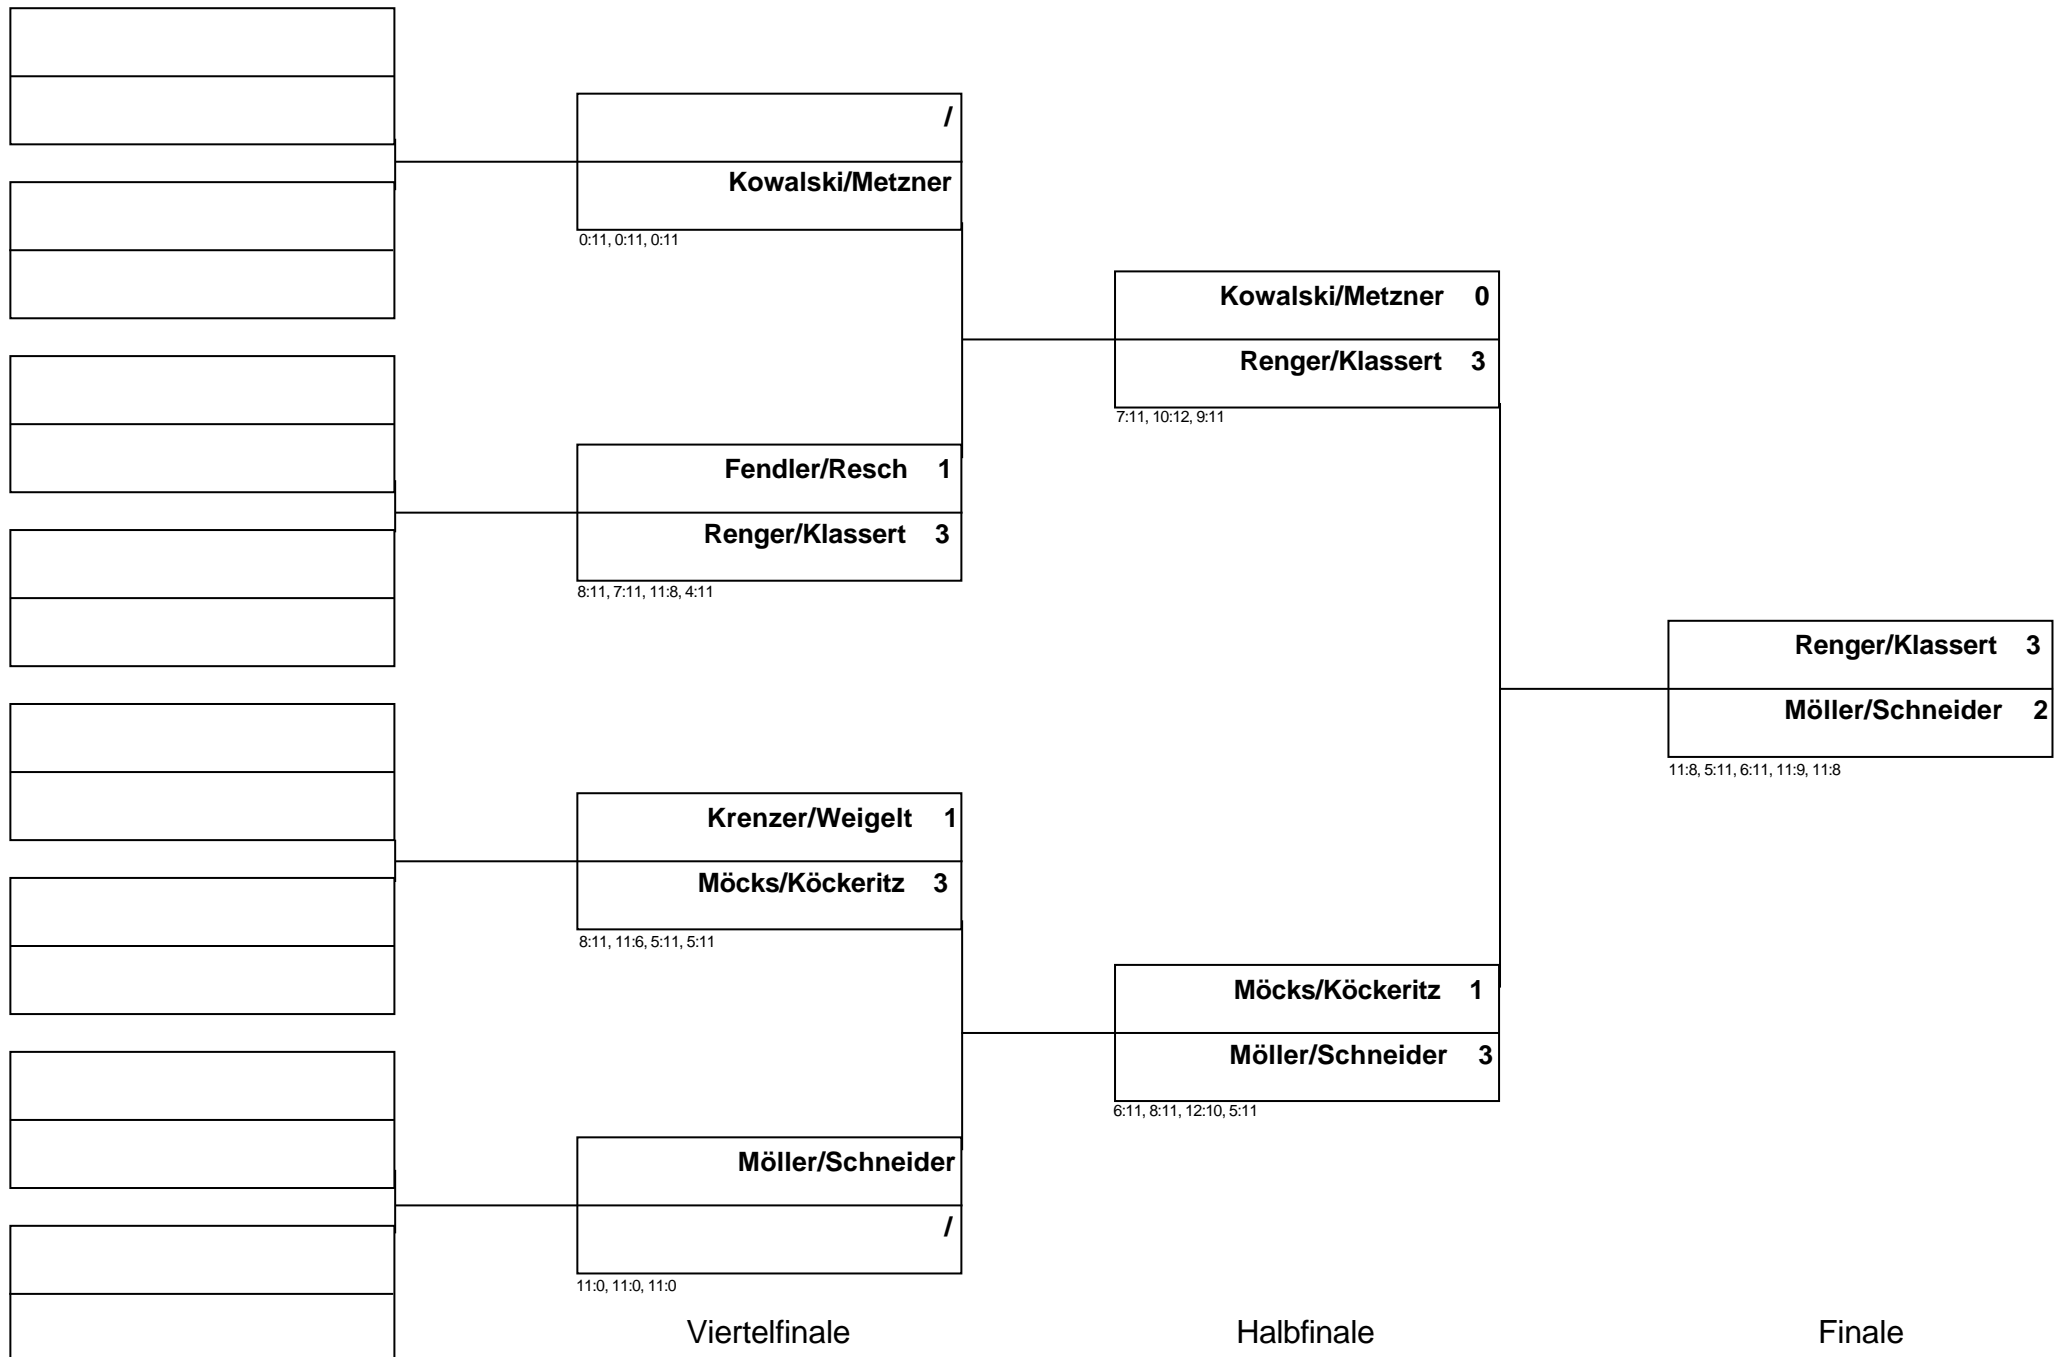 /
Kowalski/Metzner
0:11, 0:11, 0:11
Fendler/Resch 1
Renger/Klassert 3
8:11, 7:11, 11:8, 4:11
Krenzer/Weigelt 1
Möcks/Köckeritz 3
8:11, 11:6, 5:11, 5:11
Möller/Schneider
/
11:0, 11:0, 11:0
Viertelfinale
Kowalski/Metzner 0
Renger/Klassert 3
7:11, 10:12, 9:11
Möcks/Köckeritz 1
Möller/Schneider 3
6:11, 8:11, 12:10, 5:11
Halbfinale
Renger/Klassert 3
Möller/Schneider 2
11:8, 5:11, 6:11, 11:9, 11:8
Finale